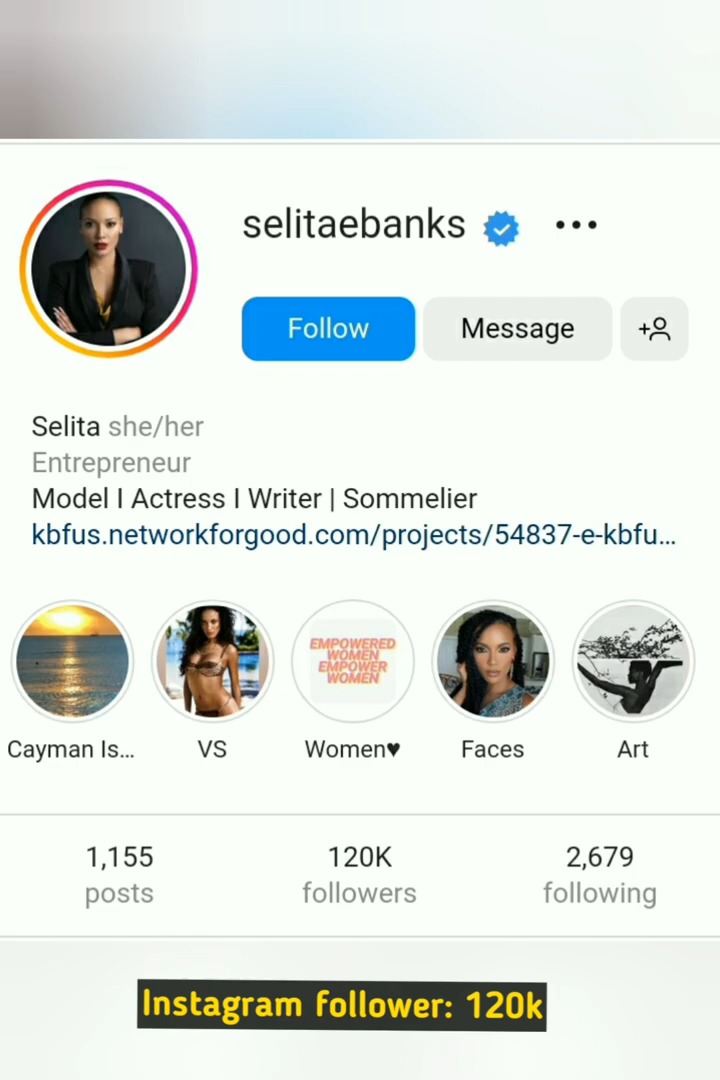 selitaebanks
Follow
Message
Selita she/her
Entrepreneur
Model I Actress I Writer | Sommelier
kbfus.networkforgood.com/projects/54837-e-kbfu...
EMPOWERED
WOMEN
EMPOWER
WOMEN
Cayman Is...
VS
Women♥
Faces
Art
1,155
120K
2,679
posts
followers
following
Instagram follower: 120k